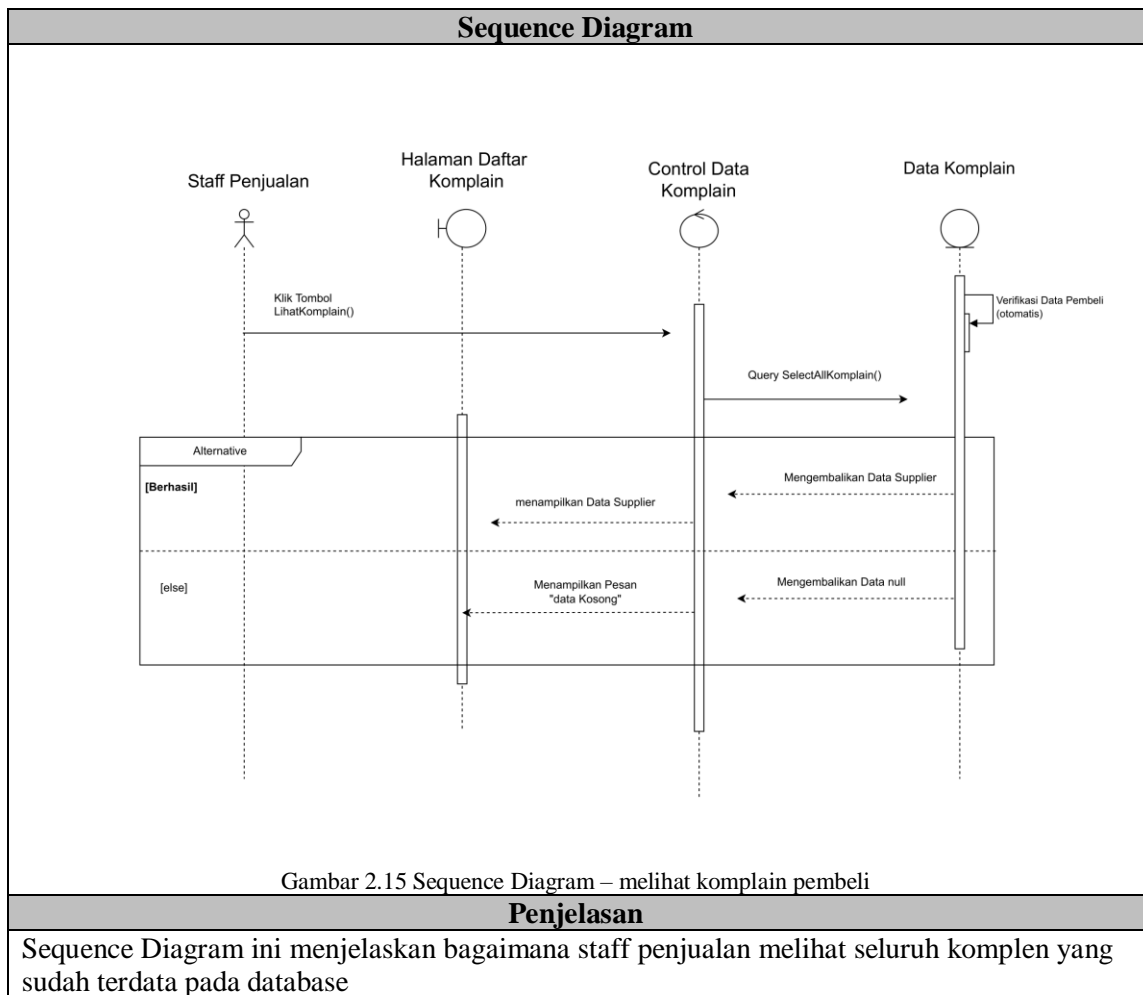 Sequence Diagram
Staff Penjualan
Halaman Daftar
Komplain
Control Data
Komplain
Data Komplain
Klik Tombol
LihatKomplain()
Verifikasi Data Pembeli
(otomatis)
Query SelectAllKomplain()
Alternative
[Berhasil]
Mengembalikan Data Supplier
menampilkan Data Supplier
[else]
Menampilkan Pesan
"data Kosong"
Mengembalikan Data null
Gambar 2.15 Sequence Diagram – melihat komplain pembeli
Penjelasan
Sequence Diagram ini menjelaskan bagaimana staff penjualan melihat seluruh komplen yang
sudah terdata pada database